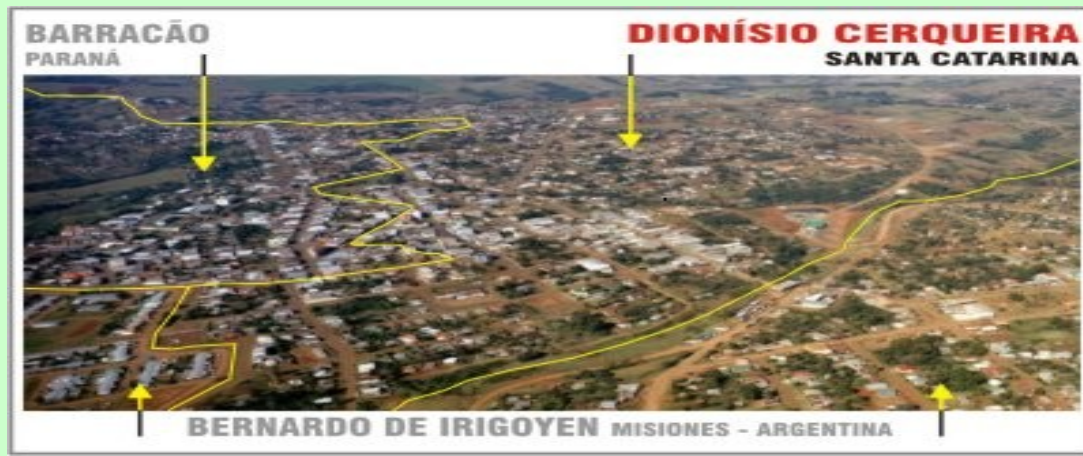 BARRACÃO
PARANÁ
DIONÍSIO CERQUEIRA
SANTA CATARINA
BERNARDO DE IRIGOYEN MISIONES - ARGENTINA